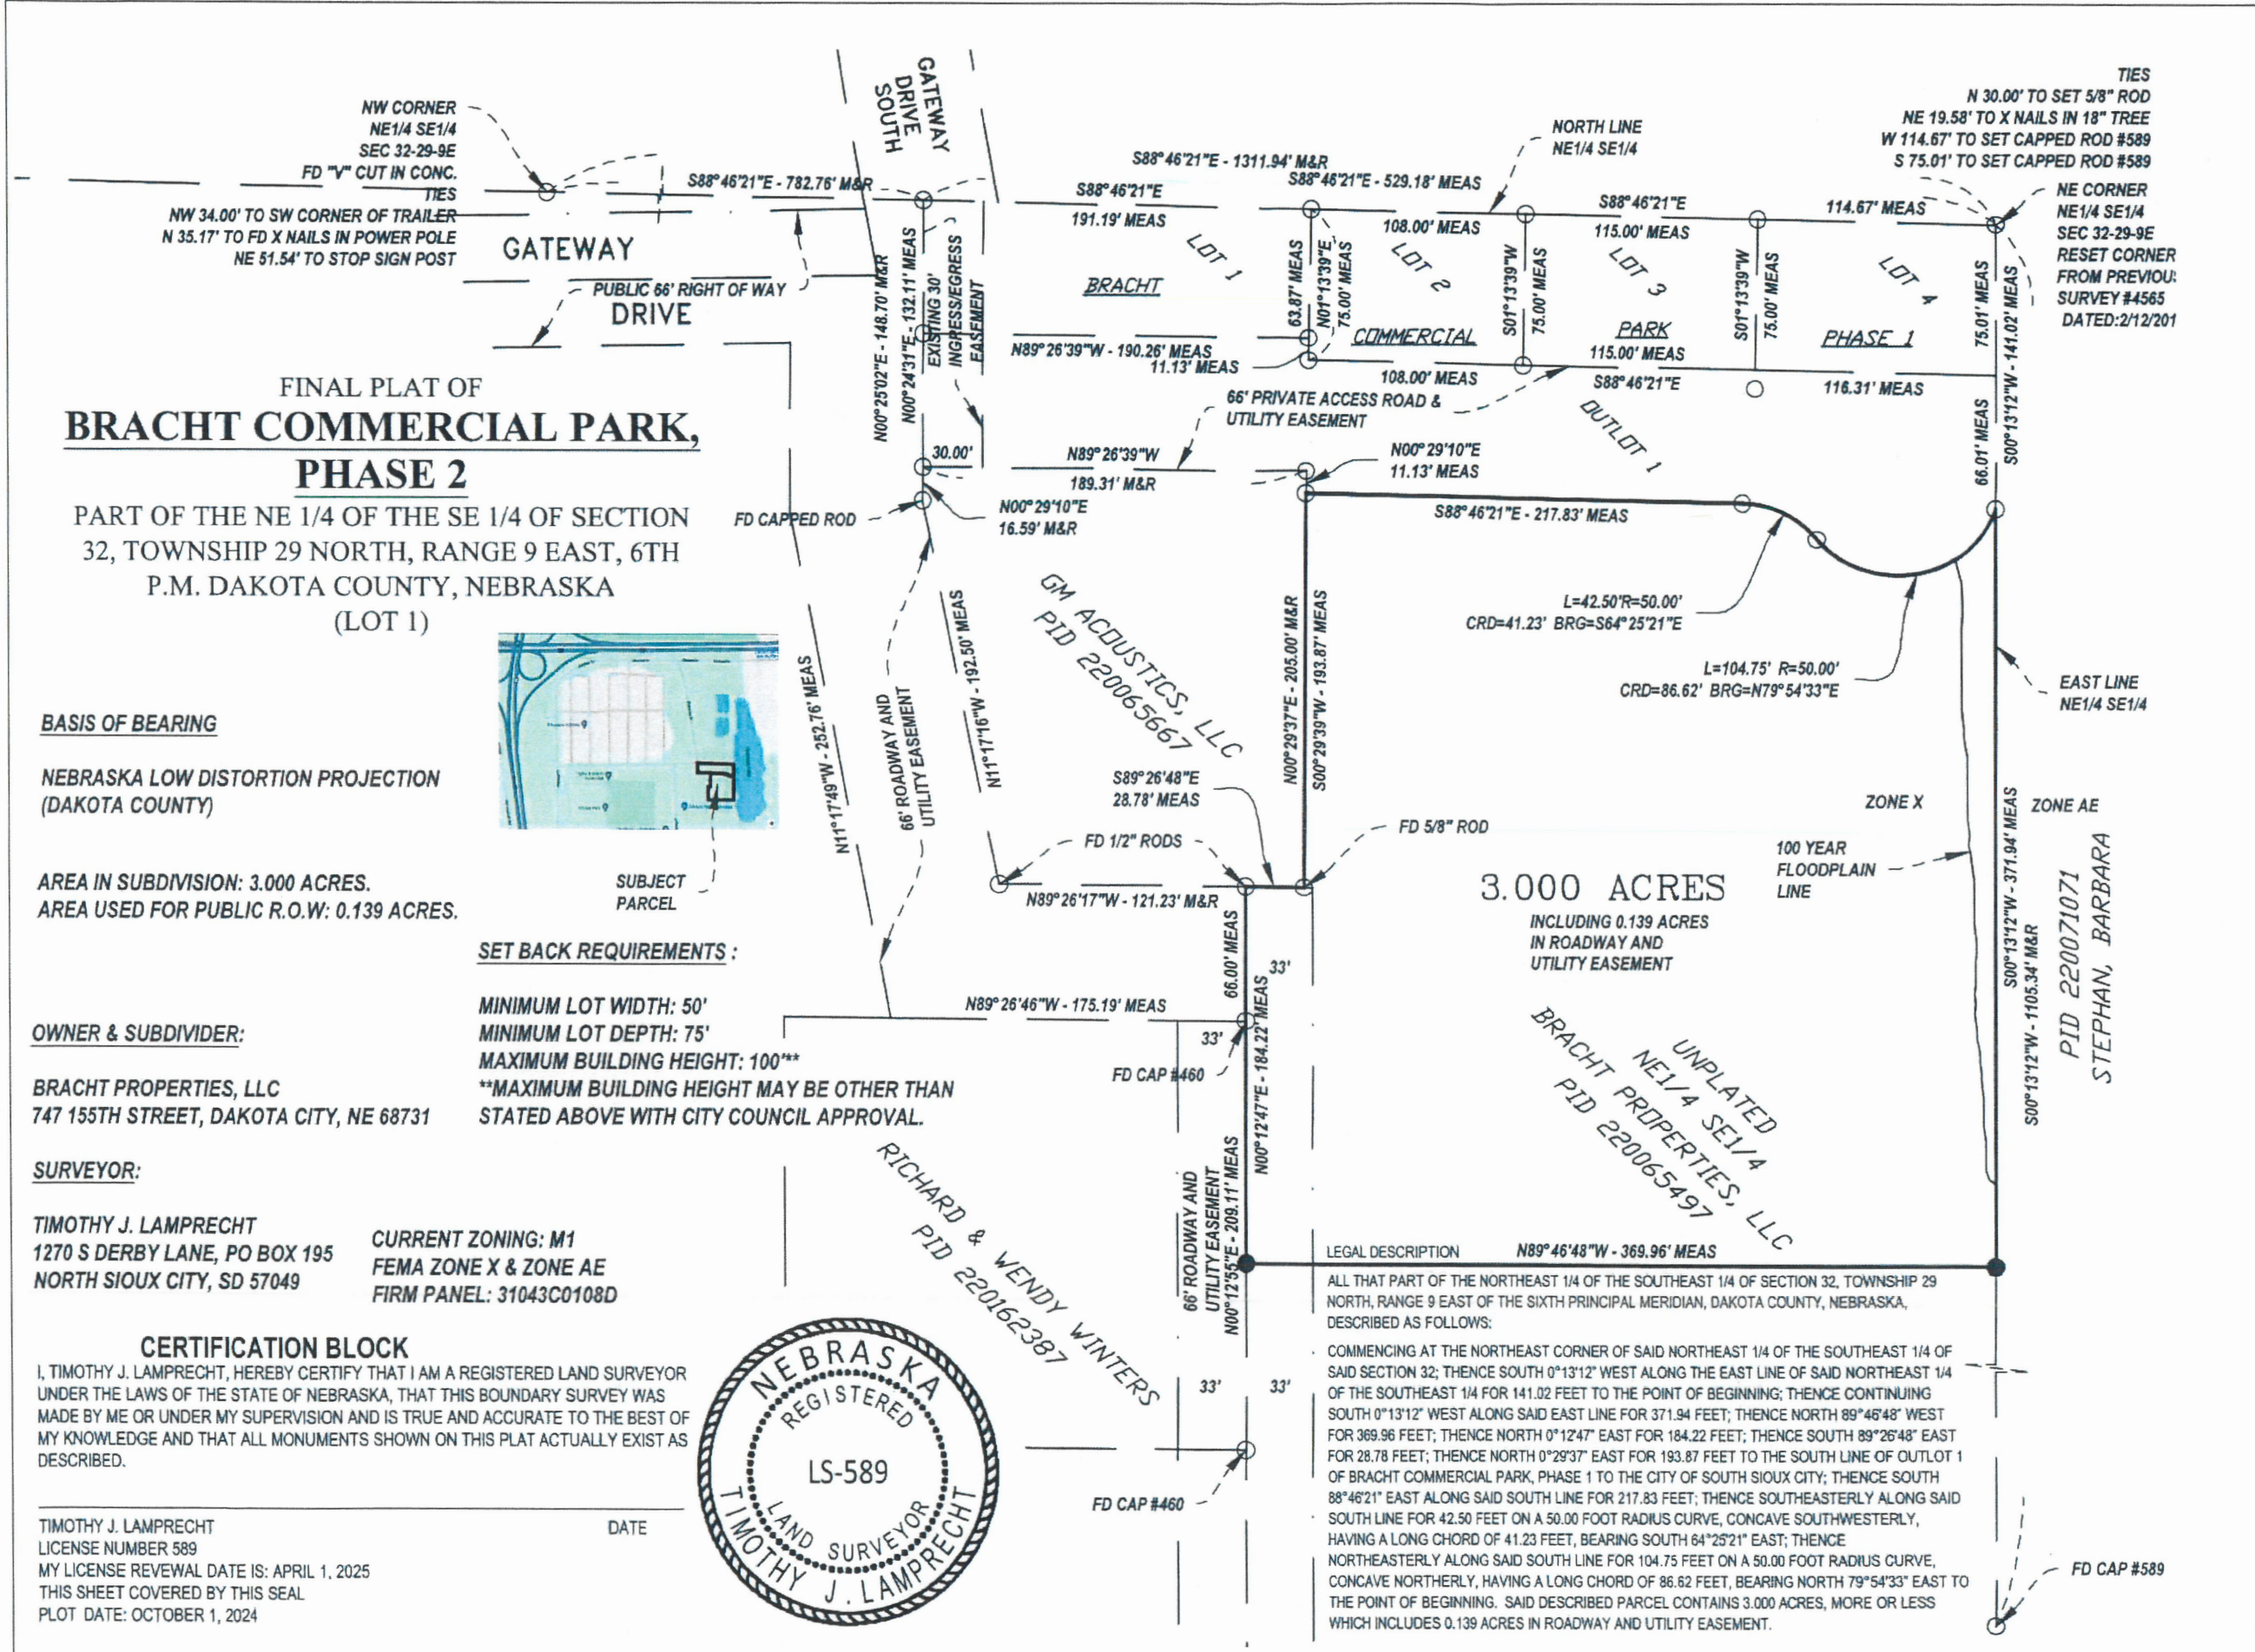 NW CORNER
NE1/4 SE1/4
SEC 32-29-9E
FD "V" CUT IN CONC.
TIES
NW 34.00' TO SW CORNER OF TRAILER
N 35.17' TO FD X NAILS IN POWER POLE
NE 51.54' TO STOP SIGN POST
GATEWAY
DRIVE
SOUTH
TIES
N 30.00' TO SET 5/8" ROD
NE 19.58' TO X NAILS IN 18" TREE
W 114.67' TO SET CAPPED ROD #589
S 75.01' TO SET CAPPED ROD #589
NE CORNER
NE1/4 SE1/4
SEC 32-29-9E
RESET CORNER
FROM PREVIOU
SURVEY #4565
DATED:2/12/201
NORTH LINE
NE1/4 SE1/4
S88°46'21"E - 1311.94' M&R
S88°46'21"E - 782.76' M&R
S88°46'21"E
191.19' MEAS
S88°46'21"E - 529.18' MEAS
108.00' MEAS
S88°46'21"E
115.00' MEAS
114.67' MEAS
GATEWAY
DRIVE
PUBLIC 66' RIGHT OF WAY
N00°25'02"E - 148.70' M&R
N00°24'31"E - 132.11' MEAS
EXISTING 30'
INGRESS/EGRESS
EASEMENT
LOT 1
LOT 2
LOT 3
LOT 4
BRACHT
COMMERCIAL
PARK
PHASE 1
63.87' MEAS
N01°13'39"E
75.00' MEAS
S01°13'39"W
75.00' MEAS
S01°13'39"W
75.00' MEAS
75.01' MEAS
S00°13'12"W - 141.02' MEAS
66.01' MEAS
N89°26'39"W - 190.26' MEAS
11.13' MEAS
108.00' MEAS
115.00' MEAS
S88°46'21"E
116.31' MEAS
66' PRIVATE ACCESS ROAD &
UTILITY EASEMENT
OUTLOT 1
30.00'
N89°26'39"W
189.31' M&R
N00°29'10"E
11.13' MEAS
N00°29'10"E
16.59' M&R
FD CAPPED ROD
S88°46'21"E - 217.83' MEAS
FINAL PLAT OF
BRACHT COMMERCIAL PARK,
PHASE 2
PART OF THE NE 1/4 OF THE SE 1/4 OF SECTION
32, TOWNSHIP 29 NORTH, RANGE 9 EAST, 6TH
P.M. DAKOTA COUNTY, NEBRASKA
(LOT 1)
L=42.50'R=50.00'
CRD=41.23' BRG=S64°25'21"E
L=104.75' R=50.00'
CRD=86.62' BRG=N79°54'33"E
EAST LINE
NE1/4 SE1/4
GM ACOUSTICS, LLC
PID 220065667
N11°17'49"W - 252.76' MEAS
66' ROADWAY AND
UTILITY EASEMENT
N11°17'16"W - 192.50' MEAS
N00°29'37"E - 205.00' M&R
S00°29'39"W - 193.87' MEAS
S89°26'48"E
28.78' MEAS
FD 1/2" RODS
FD 5/8" ROD
N89°26'17"W - 121.23' M&R
BASIS OF BEARING
NEBRASKA LOW DISTORTION PROJECTION
(DAKOTA COUNTY)
AREA IN SUBDIVISION: 3.000 ACRES.
AREA USED FOR PUBLIC R.O.W: 0.139 ACRES.
SUBJECT
PARCEL
3.000 ACRES
INCLUDING 0.139 ACRES
IN ROADWAY AND
UTILITY EASEMENT
ZONE X
ZONE AE
100 YEAR
FLOODPLAIN
LINE
S00°13'12"W - 371.94' MEAS
S00°13'12"W - 1105.34' M&R
PID 220071071
STEPHAN, BARBARA
SET BACK REQUIREMENTS :
MINIMUM LOT WIDTH: 50'
MINIMUM LOT DEPTH: 75'
MAXIMUM BUILDING HEIGHT: 100'**
**MAXIMUM BUILDING HEIGHT MAY BE OTHER THAN
STATED ABOVE WITH CITY COUNCIL APPROVAL.
N89°26'46"W - 175.19' MEAS
66.00' MEAS
33'
33'
FD CAP #460
N00°12'47"E - 184.22' MEAS
UNPLATED
NE1/4 SE1/4
BRACHT PROPERTIES, LLC
PID 220065497
OWNER & SUBDIVIDER:
BRACHT PROPERTIES, LLC
747 155TH STREET, DAKOTA CITY, NE 68731
SURVEYOR:
TIMOTHY J. LAMPRECHT
1270 S DERBY LANE, PO BOX 195
NORTH SIOUX CITY, SD 57049
CURRENT ZONING: M1
FEMA ZONE X & ZONE AE
FIRM PANEL: 31043C0108D
RICHARD & WENDY WINTERS
PID 220162387
66' ROADWAY AND
UTILITY EASEMENT
N00°12'55"E - 209.11' MEAS
33'
33'
FD CAP #460
N89°46'48"W - 369.96' MEAS
CERTIFICATION BLOCK
I, TIMOTHY J. LAMPRECHT, HEREBY CERTIFY THAT I AM A REGISTERED LAND SURVEYOR
UNDER THE LAWS OF THE STATE OF NEBRASKA, THAT THIS BOUNDARY SURVEY WAS
MADE BY ME OR UNDER MY SUPERVISION AND IS TRUE AND ACCURATE TO THE BEST OF
MY KNOWLEDGE AND THAT ALL MONUMENTS SHOWN ON THIS PLAT ACTUALLY EXIST AS
DESCRIBED.
TIMOTHY J. LAMPRECHT DATE
LICENSE NUMBER 589
MY LICENSE REVEWAL DATE IS: APRIL 1, 2025
THIS SHEET COVERED BY THIS SEAL
PLOT DATE: OCTOBER 1, 2024
NEBRASKA
REGISTERED
LS-589
LAND SURVEYOR
TIMOTHY J. LAMPRECHT
LEGAL DESCRIPTION
ALL THAT PART OF THE NORTHEAST 1/4 OF THE SOUTHEAST 1/4 OF SECTION 32, TOWNSHIP 29
NORTH, RANGE 9 EAST OF THE SIXTH PRINCIPAL MERIDIAN, DAKOTA COUNTY, NEBRASKA,
DESCRIBED AS FOLLOWS:
COMMENCING AT THE NORTHEAST CORNER OF SAID NORTHEAST 1/4 OF THE SOUTHEAST 1/4 OF
SAID SECTION 32; THENCE SOUTH 0°13'12" WEST ALONG THE EAST LINE OF SAID NORTHEAST 1/4
OF THE SOUTHEAST 1/4 FOR 141.02 FEET TO THE POINT OF BEGINNING; THENCE CONTINUING
SOUTH 0°13'12" WEST ALONG SAID EAST LINE FOR 371.94 FEET; THENCE NORTH 89°46'48" WEST
FOR 369.96 FEET; THENCE NORTH 0°12'47" EAST FOR 184.22 FEET; THENCE SOUTH 89°26'48" EAST
FOR 28.78 FEET; THENCE NORTH 0°29'37" EAST FOR 193.87 FEET TO THE SOUTH LINE OF OUTLOT 1
OF BRACHT COMMERCIAL PARK, PHASE 1 TO THE CITY OF SOUTH SIOUX CITY; THENCE SOUTH
88°46'21" EAST ALONG SAID SOUTH LINE FOR 217.83 FEET; THENCE SOUTHEASTERLY ALONG SAID
SOUTH LINE FOR 42.50 FEET ON A 50.00 FOOT RADIUS CURVE, CONCAVE SOUTHWESTERLY,
HAVING A LONG CHORD OF 41.23 FEET, BEARING SOUTH 64°25'21" EAST; THENCE
NORTHEASTERLY ALONG SAID SOUTH LINE FOR 104.75 FEET ON A 50.00 FOOT RADIUS CURVE,
CONCAVE NORTHERLY, HAVING A LONG CHORD OF 86.62 FEET, BEARING NORTH 79°54'33" EAST TO
THE POINT OF BEGINNING. SAID DESCRIBED PARCEL CONTAINS 3.000 ACRES, MORE OR LESS
WHICH INCLUDES 0.139 ACRES IN ROADWAY AND UTILITY EASEMENT.
FD CAP #589